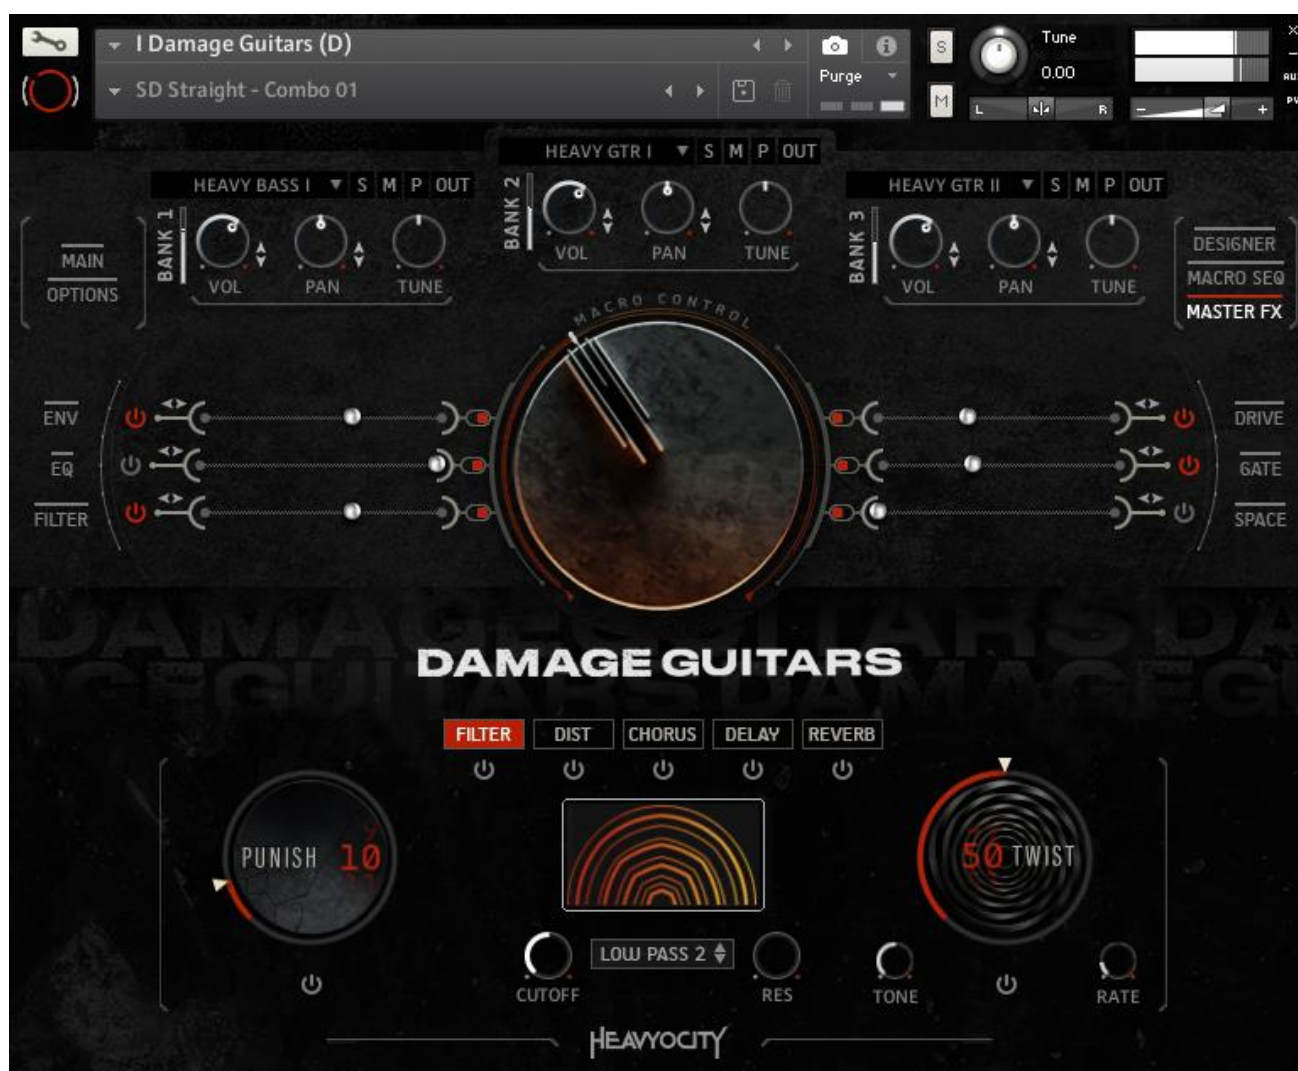 I Damage Guitars (D)
SD Straight - Combo 01
Purge
S
M
Tune
0.00
L R
- +
HEAVY BASS I S M P OUT
BANK 1
VOL PAN TUNE
HEAVY GTR I S M P OUT
BANK 2
VOL PAN TUNE
HEAVY GTR II S M P OUT
BANK 3
VOL PAN TUNE
MAIN
OPTIONS
DESIGNER
MACRO SEQ
MASTER FX
MACRO CONTROL
ENV
EQ
FILTER
DRIVE
GATE
SPACE
DAMAGE GUITARS
FILTER DIST CHORUS DELAY REVERB
PUNISH 10
50 TWIST
LOW PASS 2
CUTOFF RES
TONE RATE
HEAVYOCITY